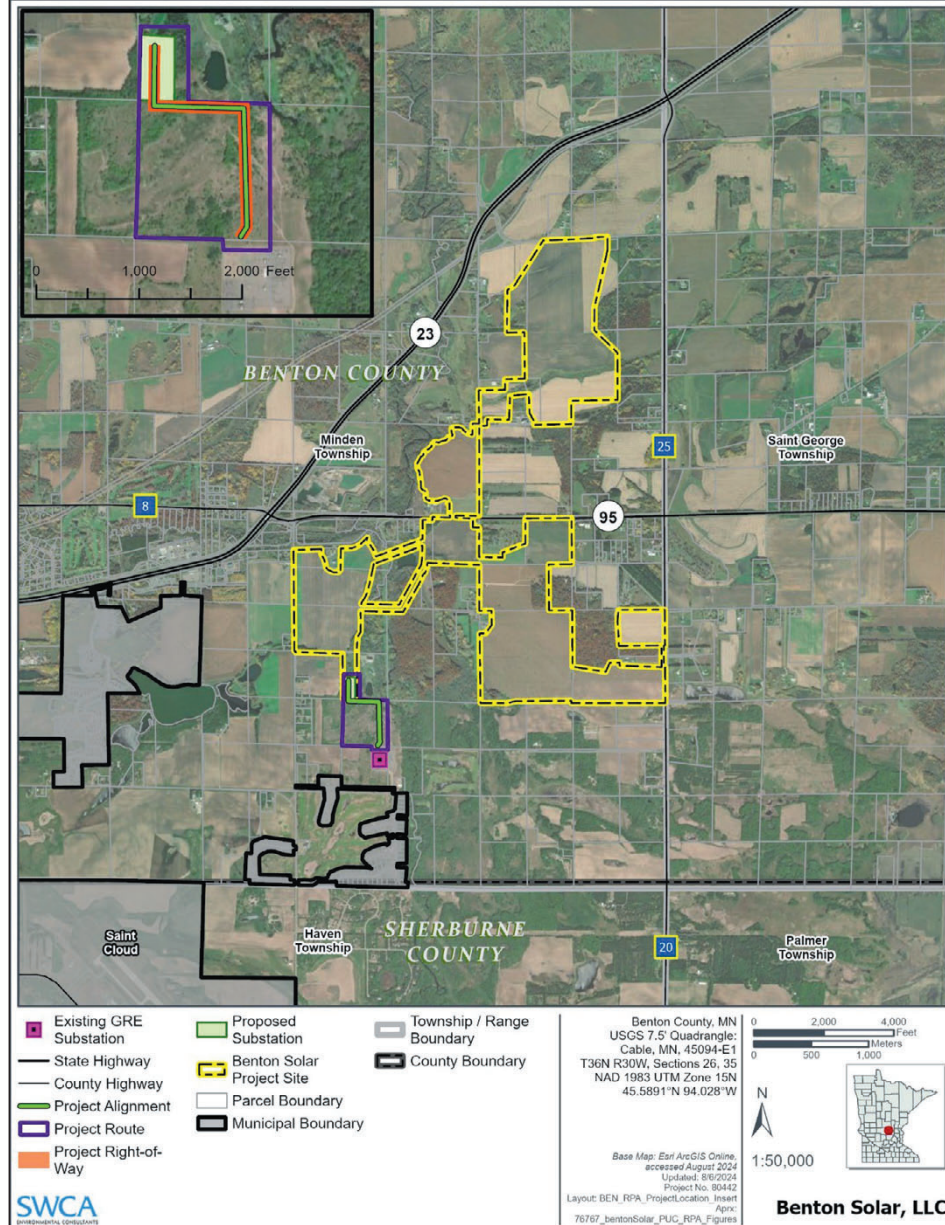 0
1,000
2,000 Feet
23
BENTON COUNTY
Minden
Township
25
Saint George
Township
8
95
Saint
Cloud
Haven
Township
SHERBURNE
COUNTY
20
Palmer
Township
Existing GRE
Substation
State Highway
County Highway
Project Alignment
Project Route
Project Right-of-
Way
Proposed
Substation
Benton Solar
Project Site
Parcel Boundary
Municipal Boundary
Township / Range
Boundary
County Boundary
Benton County, MN
USGS 7.5' Quadrangle:
Cable, MN, 45094-E1
T36N R30W, Sections 26, 35
NAD 1983 UTM Zone 15N
45.5891°N 94.028°W
Base Map: Esri ArcGIS Online,
accessed August 2024
Updated: 8/6/2024
Project No. 80442
Layout: BEN_RPA_ProjectLocation_Insert
Aprx:
76767_bentonSolar_PUC_RPA_Figures
0 2,000 4,000
Feet
Meters
0 500 1,000
N
1:50,000
SWCA
ENVIRONMENTAL CONSULTANTS
Benton Solar, LLC